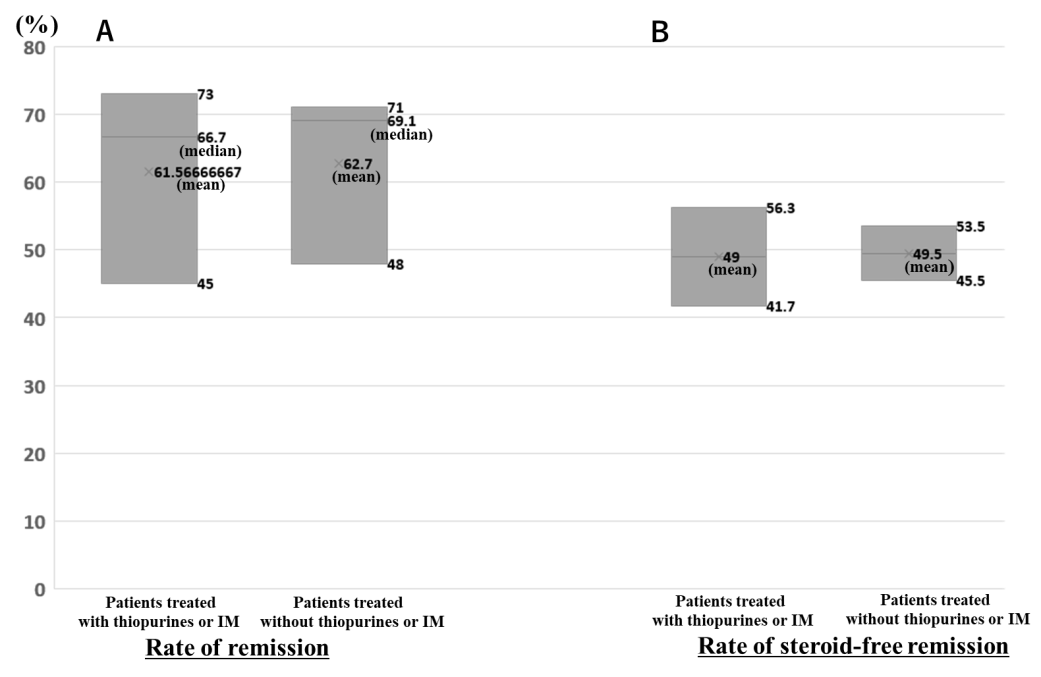 (%)
A
B
80
70
60
50
40
30
20
10
0
73
66.7
(median)
61.56666667
(mean)
45
71
69.1
(median)
62.7
(mean)
48
56.3
49
(mean)
41.7
53.5
49.5
(mean)
45.5
Patients treated
with thiopurines or IM
Patients treated
without thiopurines or IM
Rate of remission
Patients treated
with thiopurines or IM
Patients treated
without thiopurines or IM
Rate of steroid-free remission